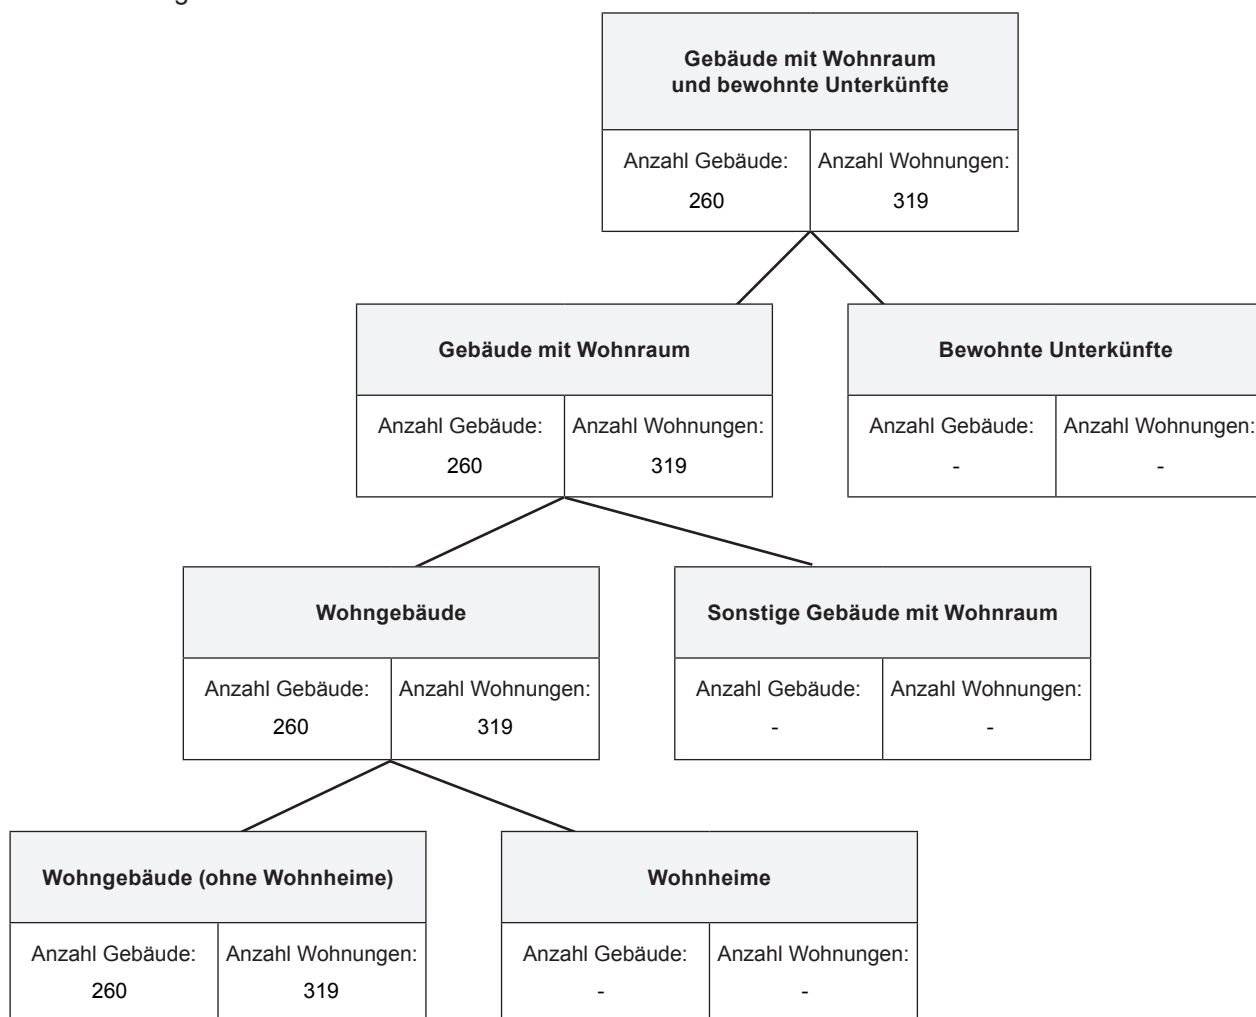 Gebäude mit Wohnraum
und bewohnte Unterkünfte
Anzahl Gebäude: Anzahl Wohnungen:
260 319
Gebäude mit Wohnraum
Anzahl Gebäude: Anzahl Wohnungen:
260 319
Bewohnte Unterkünfte
Anzahl Gebäude: Anzahl Wohnungen:
- -
Wohngebäude
Anzahl Gebäude: Anzahl Wohnungen:
260 319
Sonstige Gebäude mit Wohnraum
Anzahl Gebäude: Anzahl Wohnungen:
- -
Wohngebäude (ohne Wohnheime)
Anzahl Gebäude: Anzahl Wohnungen:
260 319
Wohnheime
Anzahl Gebäude: Anzahl Wohnungen:
- -